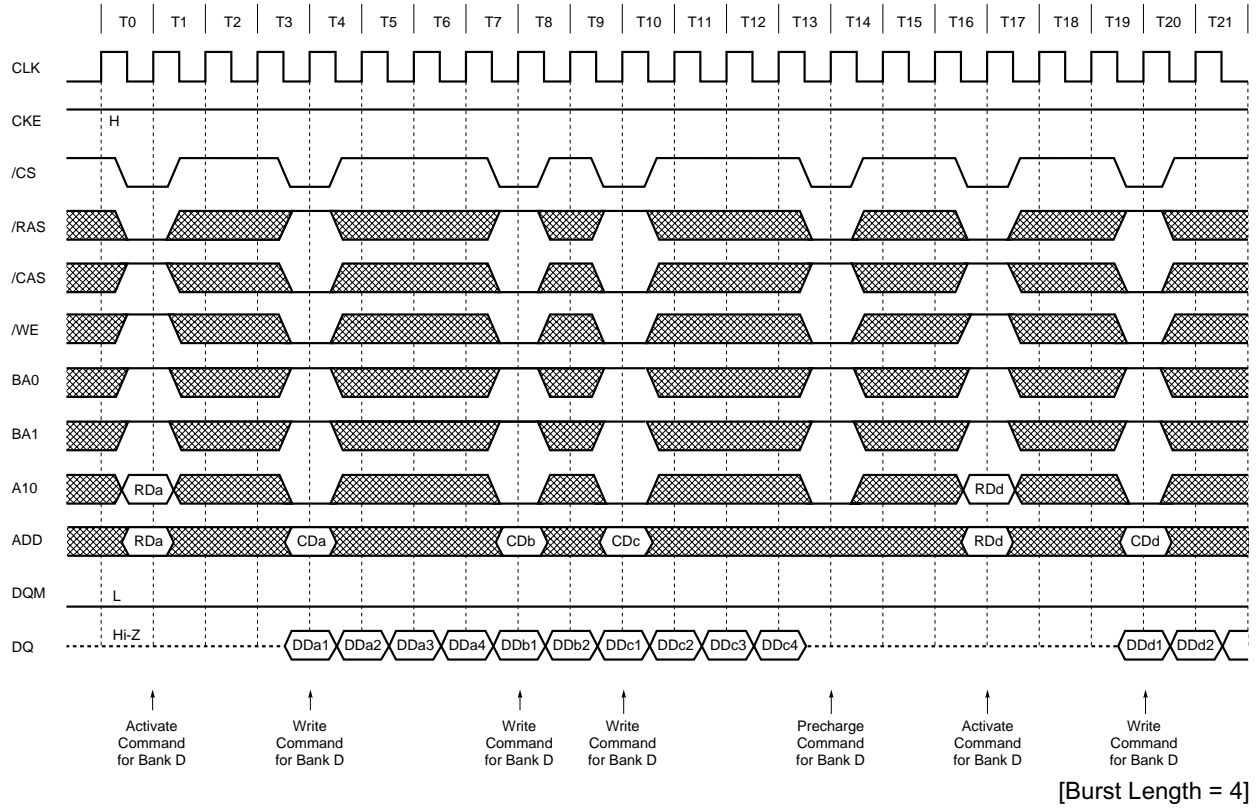 T0 T1 T2 T3 T4 T5 T6 T7 T8 T9 T10 T11 T12 T13 T14 T15 T16 T17 T18 T19 T20 T21
CLK
CKE H
/CS
/RAS
/CAS
/WE
BA0
BA1
A10 RDa RDd
ADD RDa CDa CDb CDc RDd CDd
DQM L
DQ Hi-Z DDa1 DDa2 DDa3 DDa4 DDb1 DDb2 DDc1 DDc2 DDc3 DDc4 DDd1 DDd2
Activate Command for Bank D
Write Command for Bank D
Write Command for Bank D
Write Command for Bank D
Precharge Command for Bank D
Activate Command for Bank D
Write Command for Bank D
[Burst Length = 4]